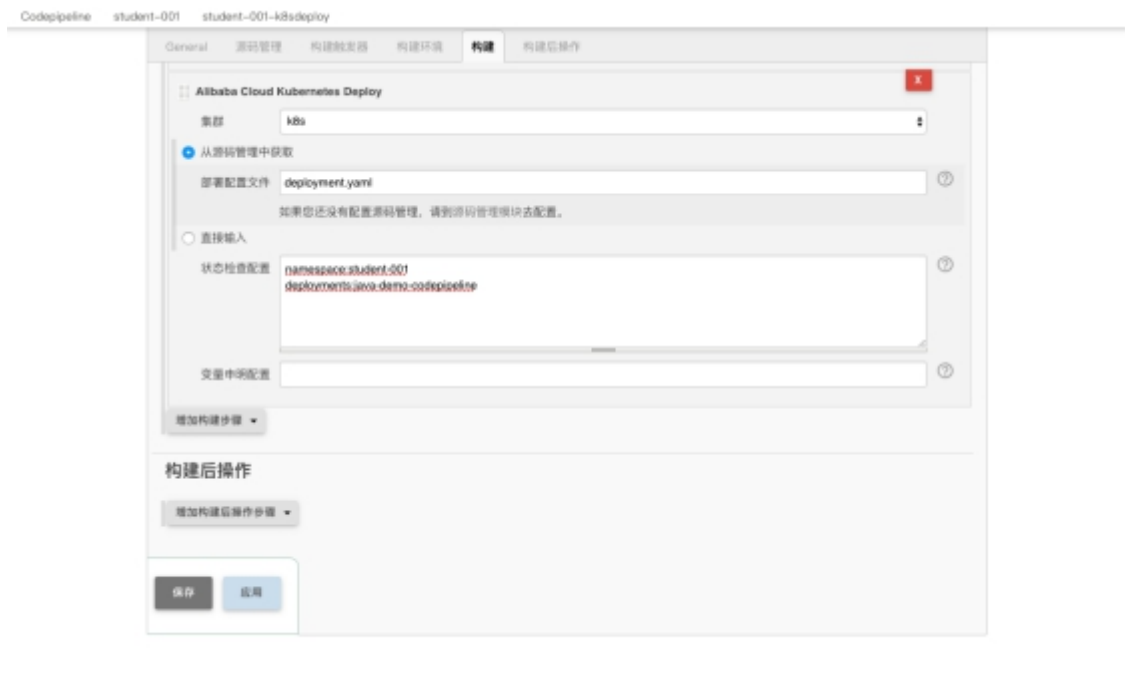 Codepipeline student-001 student-001-k8sdeploy
General 源码管理 构建触发器 构建环境 构建 构建后操作
X
Alibaba Cloud Kubernetes Deploy
集群 k8s
从源码管理中获取
部署配置文件 deployment.yaml
如果您还没有配置源码管理，请到源码管理模块去配置。
直接输入
状态检查配置 namespace:student-001
deployments:java-demo-codepipeline
变量申明配置
增加构建步骤
构建后操作
增加构建后操作步骤
保存 应用